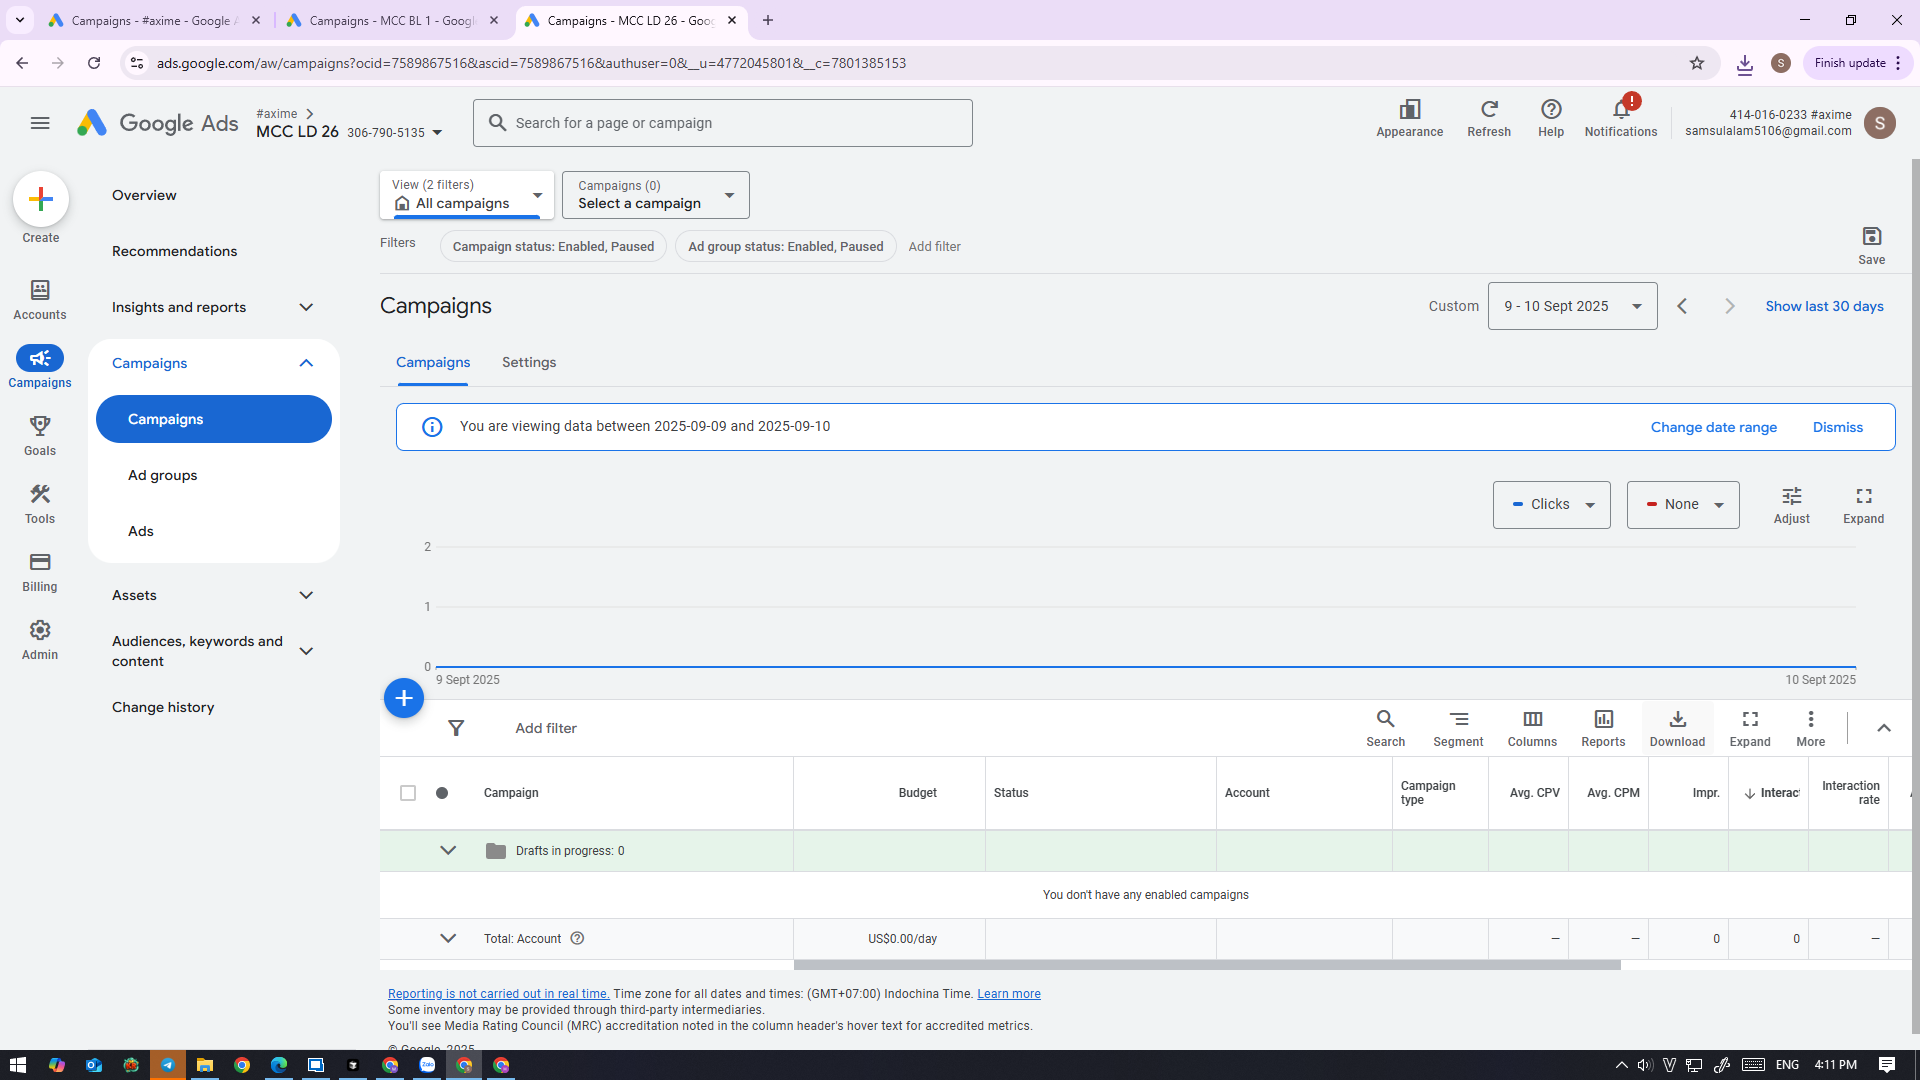 Campaigns - #axime - Google A
Campaigns - MCC BL 1 - Googl
Campaigns - MCC LD 26 - Goog
ads.google.com/aw/campaigns?ocid=7589867516&ascid=7589867516&authuser=0&__u=4772045801&__c=7801385153
S
Finish update
Google Ads
#axime
MCC LD 26 306-790-5135
Search for a page or campaign
Appearance
Refresh
Help
!
Notifications
414-016-0233 #axime
samsulalam5106@gmail.com
S
Create
Accounts
Campaigns
Goals
Tools
Billing
Admin
Overview
Recommendations
Insights and reports
Campaigns
Campaigns
Ad groups
Ads
Assets
Audiences, keywords and
content
Change history
View (2 filters)
All campaigns
Campaigns (0)
Select a campaign
Filters
Campaign status: Enabled, Paused
Ad group status: Enabled, Paused
Add filter
Save
Campaigns
Custom
9 - 10 Sept 2025
Show last 30 days
Campaigns
Settings
You are viewing data between 2025-09-09 and 2025-09-10
Change date range
Dismiss
Clicks
None
Adjust
Expand
2
1
0
9 Sept 2025
10 Sept 2025
Add filter
Search
Segment
Columns
Reports
Download
Expand
More
Campaign
Budget
Status
Account
Campaign
type
Avg. CPV
Avg. CPM
Impr.
Interact
Interaction
rate
Drafts in progress: 0
You don't have any enabled campaigns
Total: Account
US$0.00/day
—
—
0
0
—
Reporting is not carried out in real time. Time zone for all dates and times: (GMT+07:00) Indochina Time. Learn more
Some inventory may be provided through third-party intermediaries.
You'll see Media Rating Council (MRC) accreditation noted in the column header's hover text for accredited metrics.
© Google, 2025
Zalo
ENG
4:11 PM